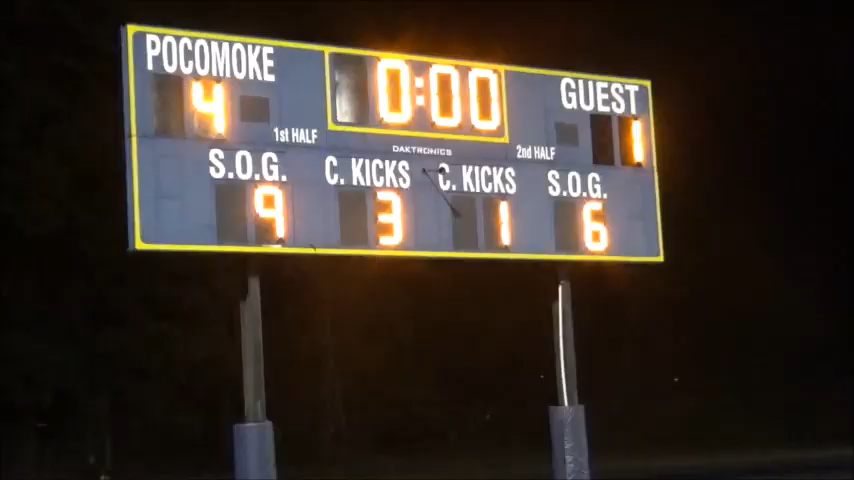 POCOMOKE
4
0:00
GUEST
1
1st HALF
DAKTRONICS
2nd HALF
S.O.G. C. KICKS C. KICKS S.O.G.
9 3 1 6